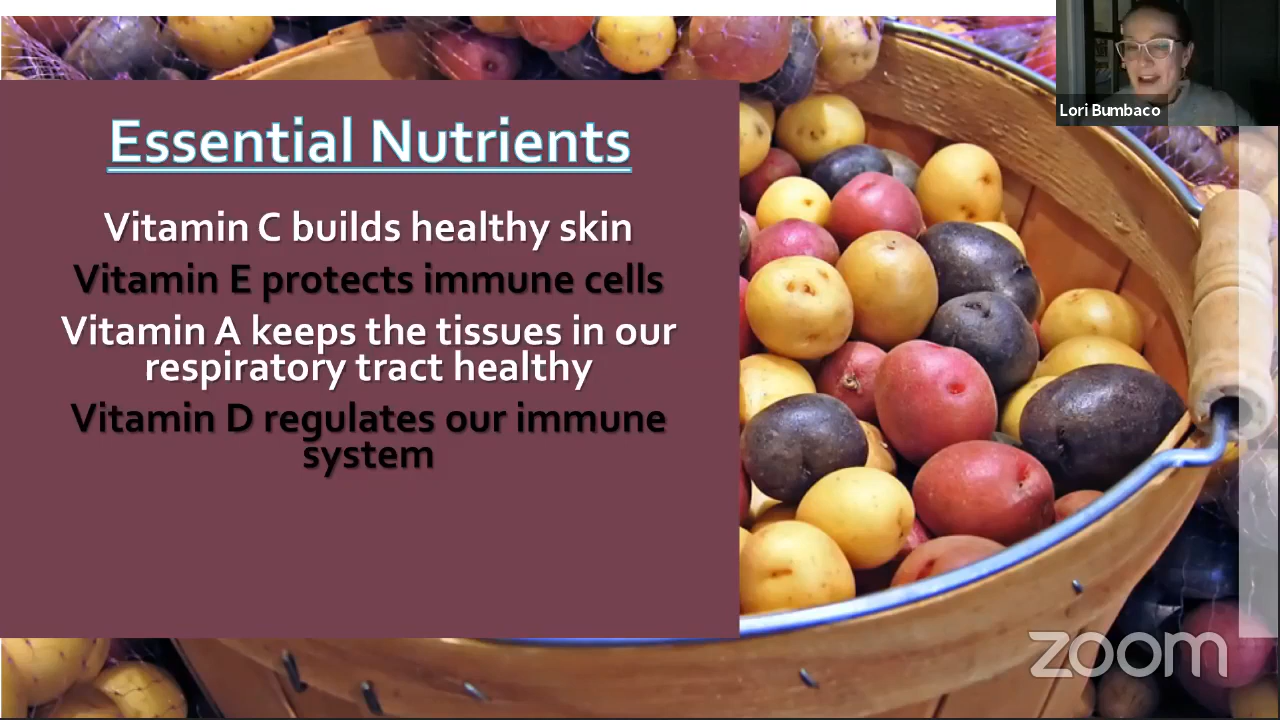 Lori Bumbaco
Essential Nutrients
Vitamin C builds healthy skin
Vitamin E protects immune cells
Vitamin A keeps the tissues in our
respiratory tract healthy
Vitamin D regulates our immune
system
zoom